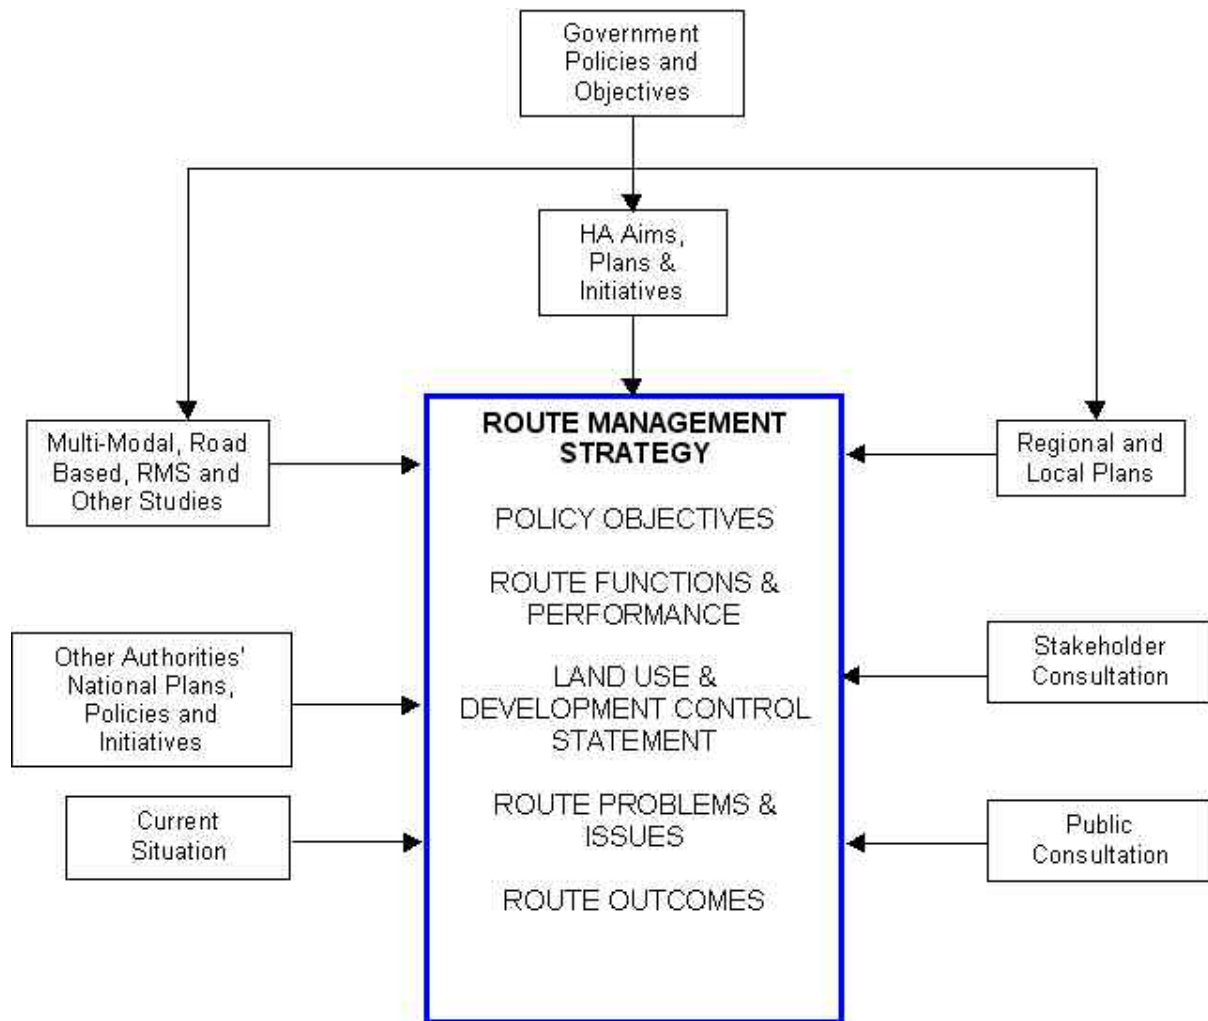 Government
Policies and
Objectives
HA Aims,
Plans &
Initiatives
Multi-Modal, Road
Based, RMS and
Other Studies
ROUTE MANAGEMENT
STRATEGY
POLICY OBJECTIVES
ROUTE FUNCTIONS &
PERFORMANCE
LAND USE &
DEVELOPMENT CONTROL
STATEMENT
ROUTE PROBLEMS &
ISSUES
ROUTE OUTCOMES
Regional and
Local Plans
Other Authorities'
National Plans,
Policies and
Initiatives
Stakeholder
Consultation
Current
Situation
Public
Consultation